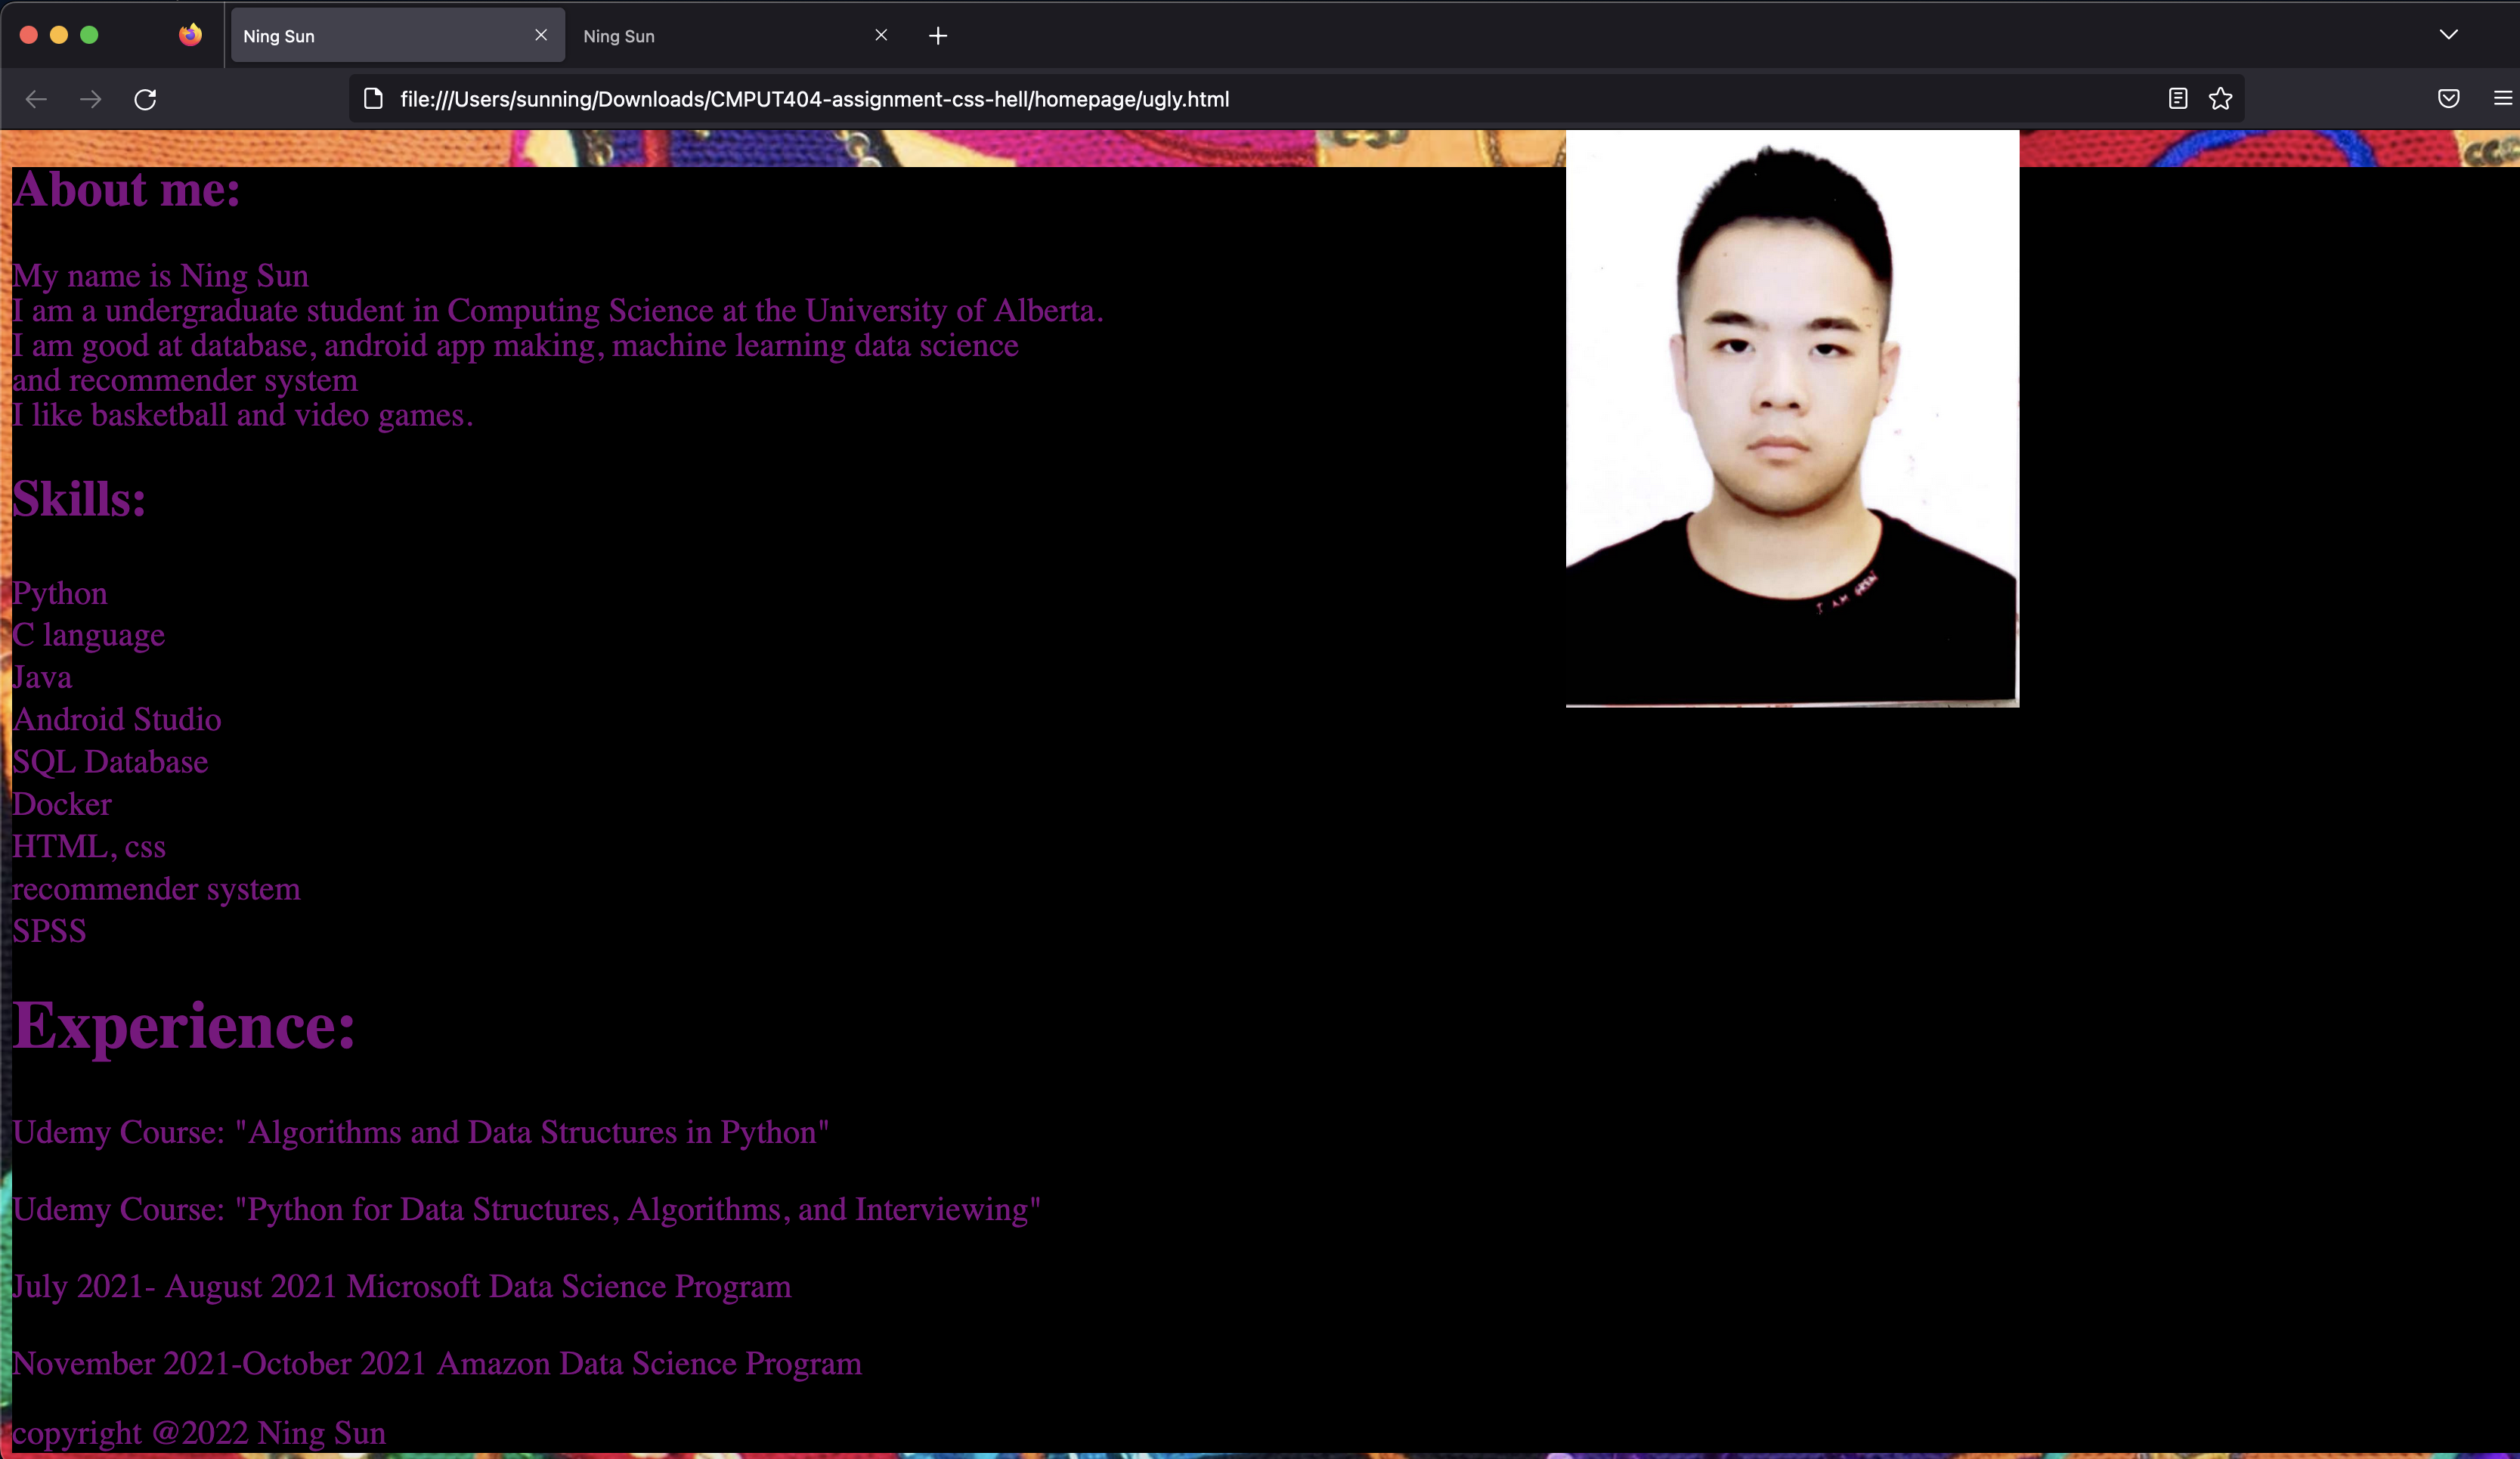 Ning Sun
Ning Sun
file:///Users/sunning/Downloads/CMPUT404-assignment-css-hell/homepage/ugly.html
About me:
My name is Ning Sun
I am a undergraduate student in Computing Science at the University of Alberta.
I am good at database, android app making, machine learning data science
and recommender system
I like basketball and video games.
Skills:
Python
C language
Java
Android Studio
SQL Database
Docker
HTML, css
recommender system
SPSS
Experience:
Udemy Course: "Algorithms and Data Structures in Python"
Udemy Course: "Python for Data Structures, Algorithms, and Interviewing"
July 2021- August 2021 Microsoft Data Science Program
November 2021-October 2021 Amazon Data Science Program
copyright @2022 Ning Sun